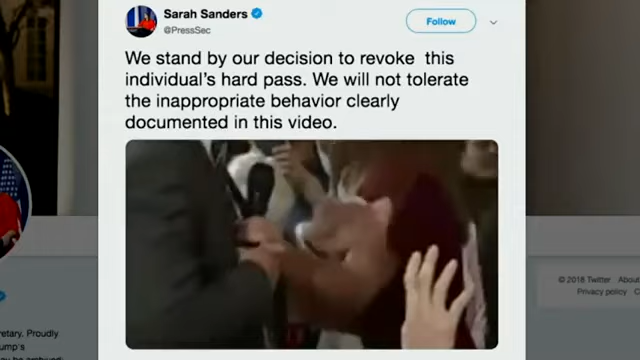 Sarah Sanders
@PressSec
Follow
We stand by our decision to revoke this
individual's hard pass. We will not tolerate
the inappropriate behavior clearly
documented in this video.
© 2018 Twitter About
Privacy policy
retary. Proudly
ump's